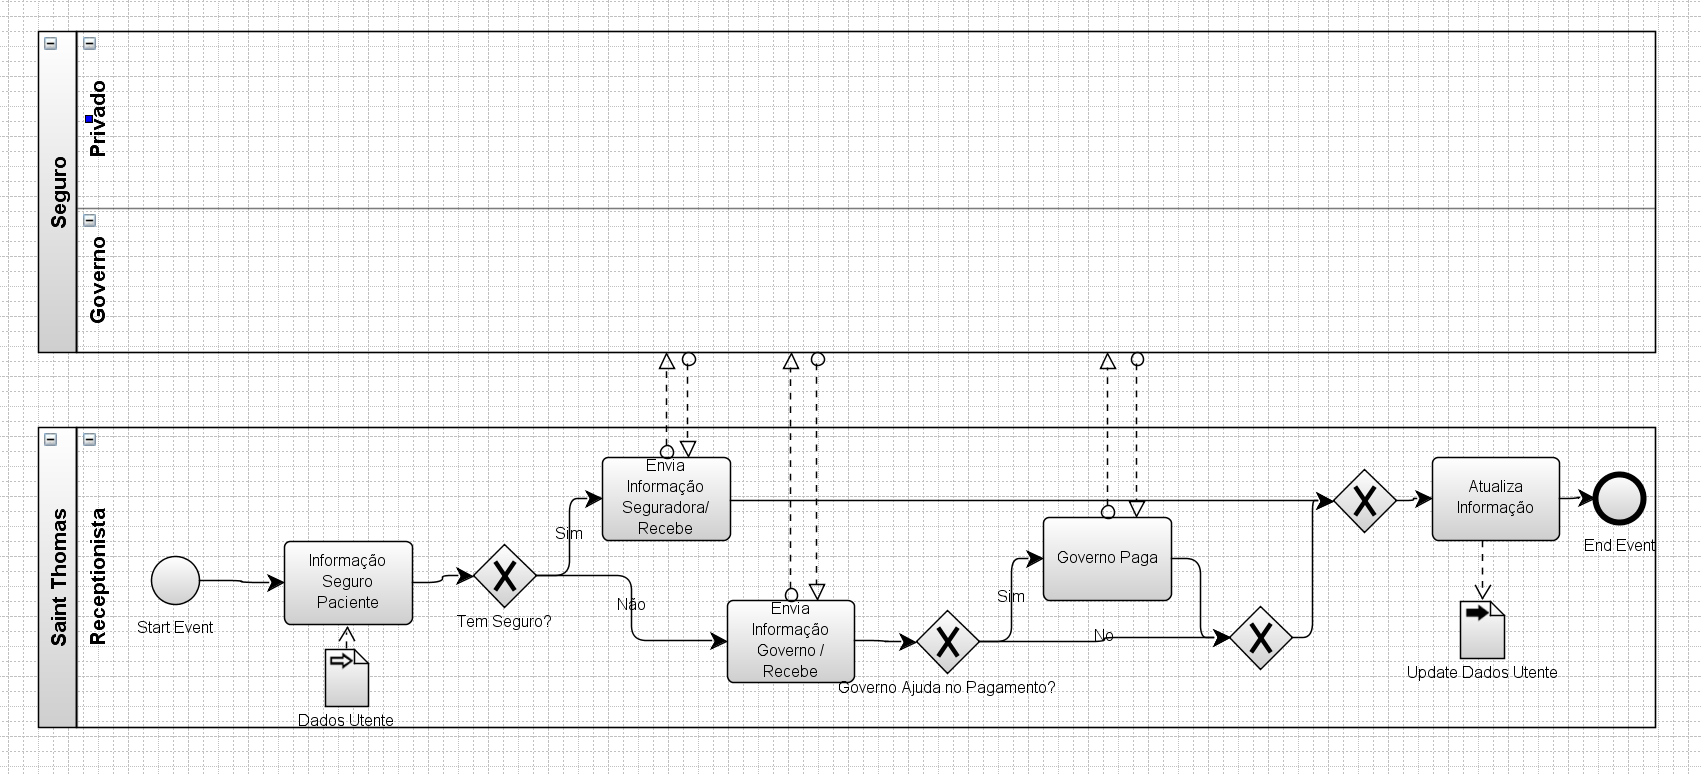 Seguro
Privado
Governo
Saint Thomas
Receptionista
Start Event
Informação
Seguro
Paciente
Dados Utente
Tem Seguro?
Sim
Não
Envia
Informação
Seguradora/
Recebe
Envia
Informação
Governo /
Recebe
Governo Ajuda no Pagamento?
Sim
No
Governo Paga
Atualiza
Informação
Update Dados Utente
End Event